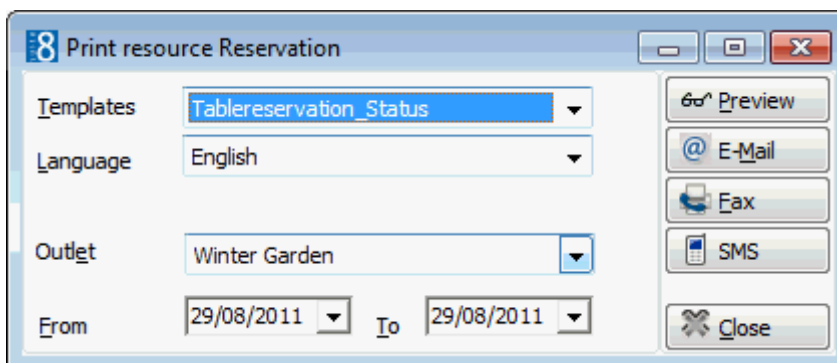 8 Print resource Reservation
Templates Tablereservation_Status
Language English
Outlet Winter Garden
From 29/08/2011 To 29/08/2011
Preview
@ E-Mail
Fax
SMS
Close